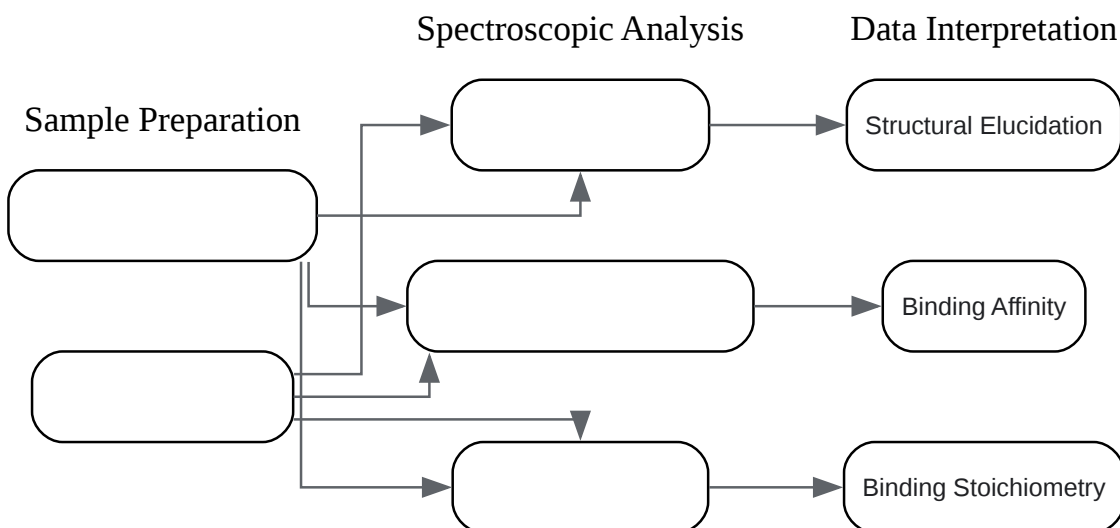 Spectroscopic Analysis
Data Interpretation
Sample Preparation
Structural Elucidation
Binding Affinity
Binding Stoichiometry